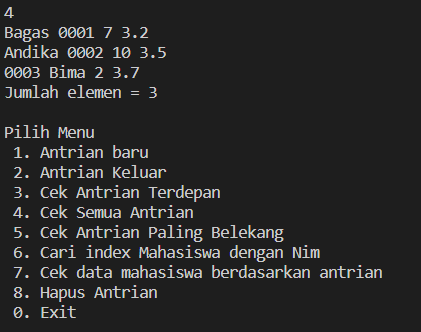 4
Bagas 0001 7 3.2
Andika 0002 10 3.5
0003 Bima 2 3.7
Jumlah elemen = 3
Pilih Menu
1. Antrian baru
2. Antrian Keluar
3. Cek Antrian Terdepan
4. Cek Semua Antrian
5. Cek Antrian Paling Belekang
6. Cari index Mahasiswa dengan Nim
7. Cek data mahasiswa berdasarkan antrian
8. Hapus Antrian
0. Exit